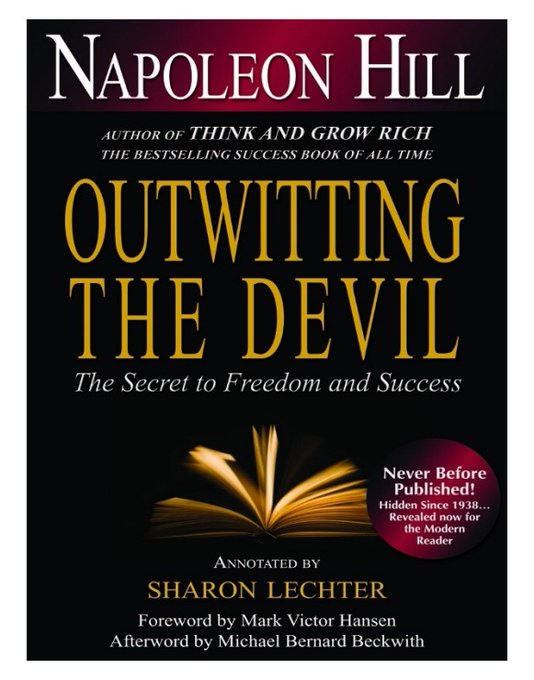 NAPOLEON HILL
AUTHOR OF THINK AND GROW RICH
THE BESTSELLING SUCCESS BOOK OF ALL TIME
OUTWITTING
THE DEVIL
The Secret to Freedom and Success
Never Before
Published!
Hidden Since 1938...
Revealed now for
the Modern
Reader
ANNOTATED BY
SHARON LECHTER
Foreword by Mark Victor Hansen
Afterword by Michael Bernard Beckwith